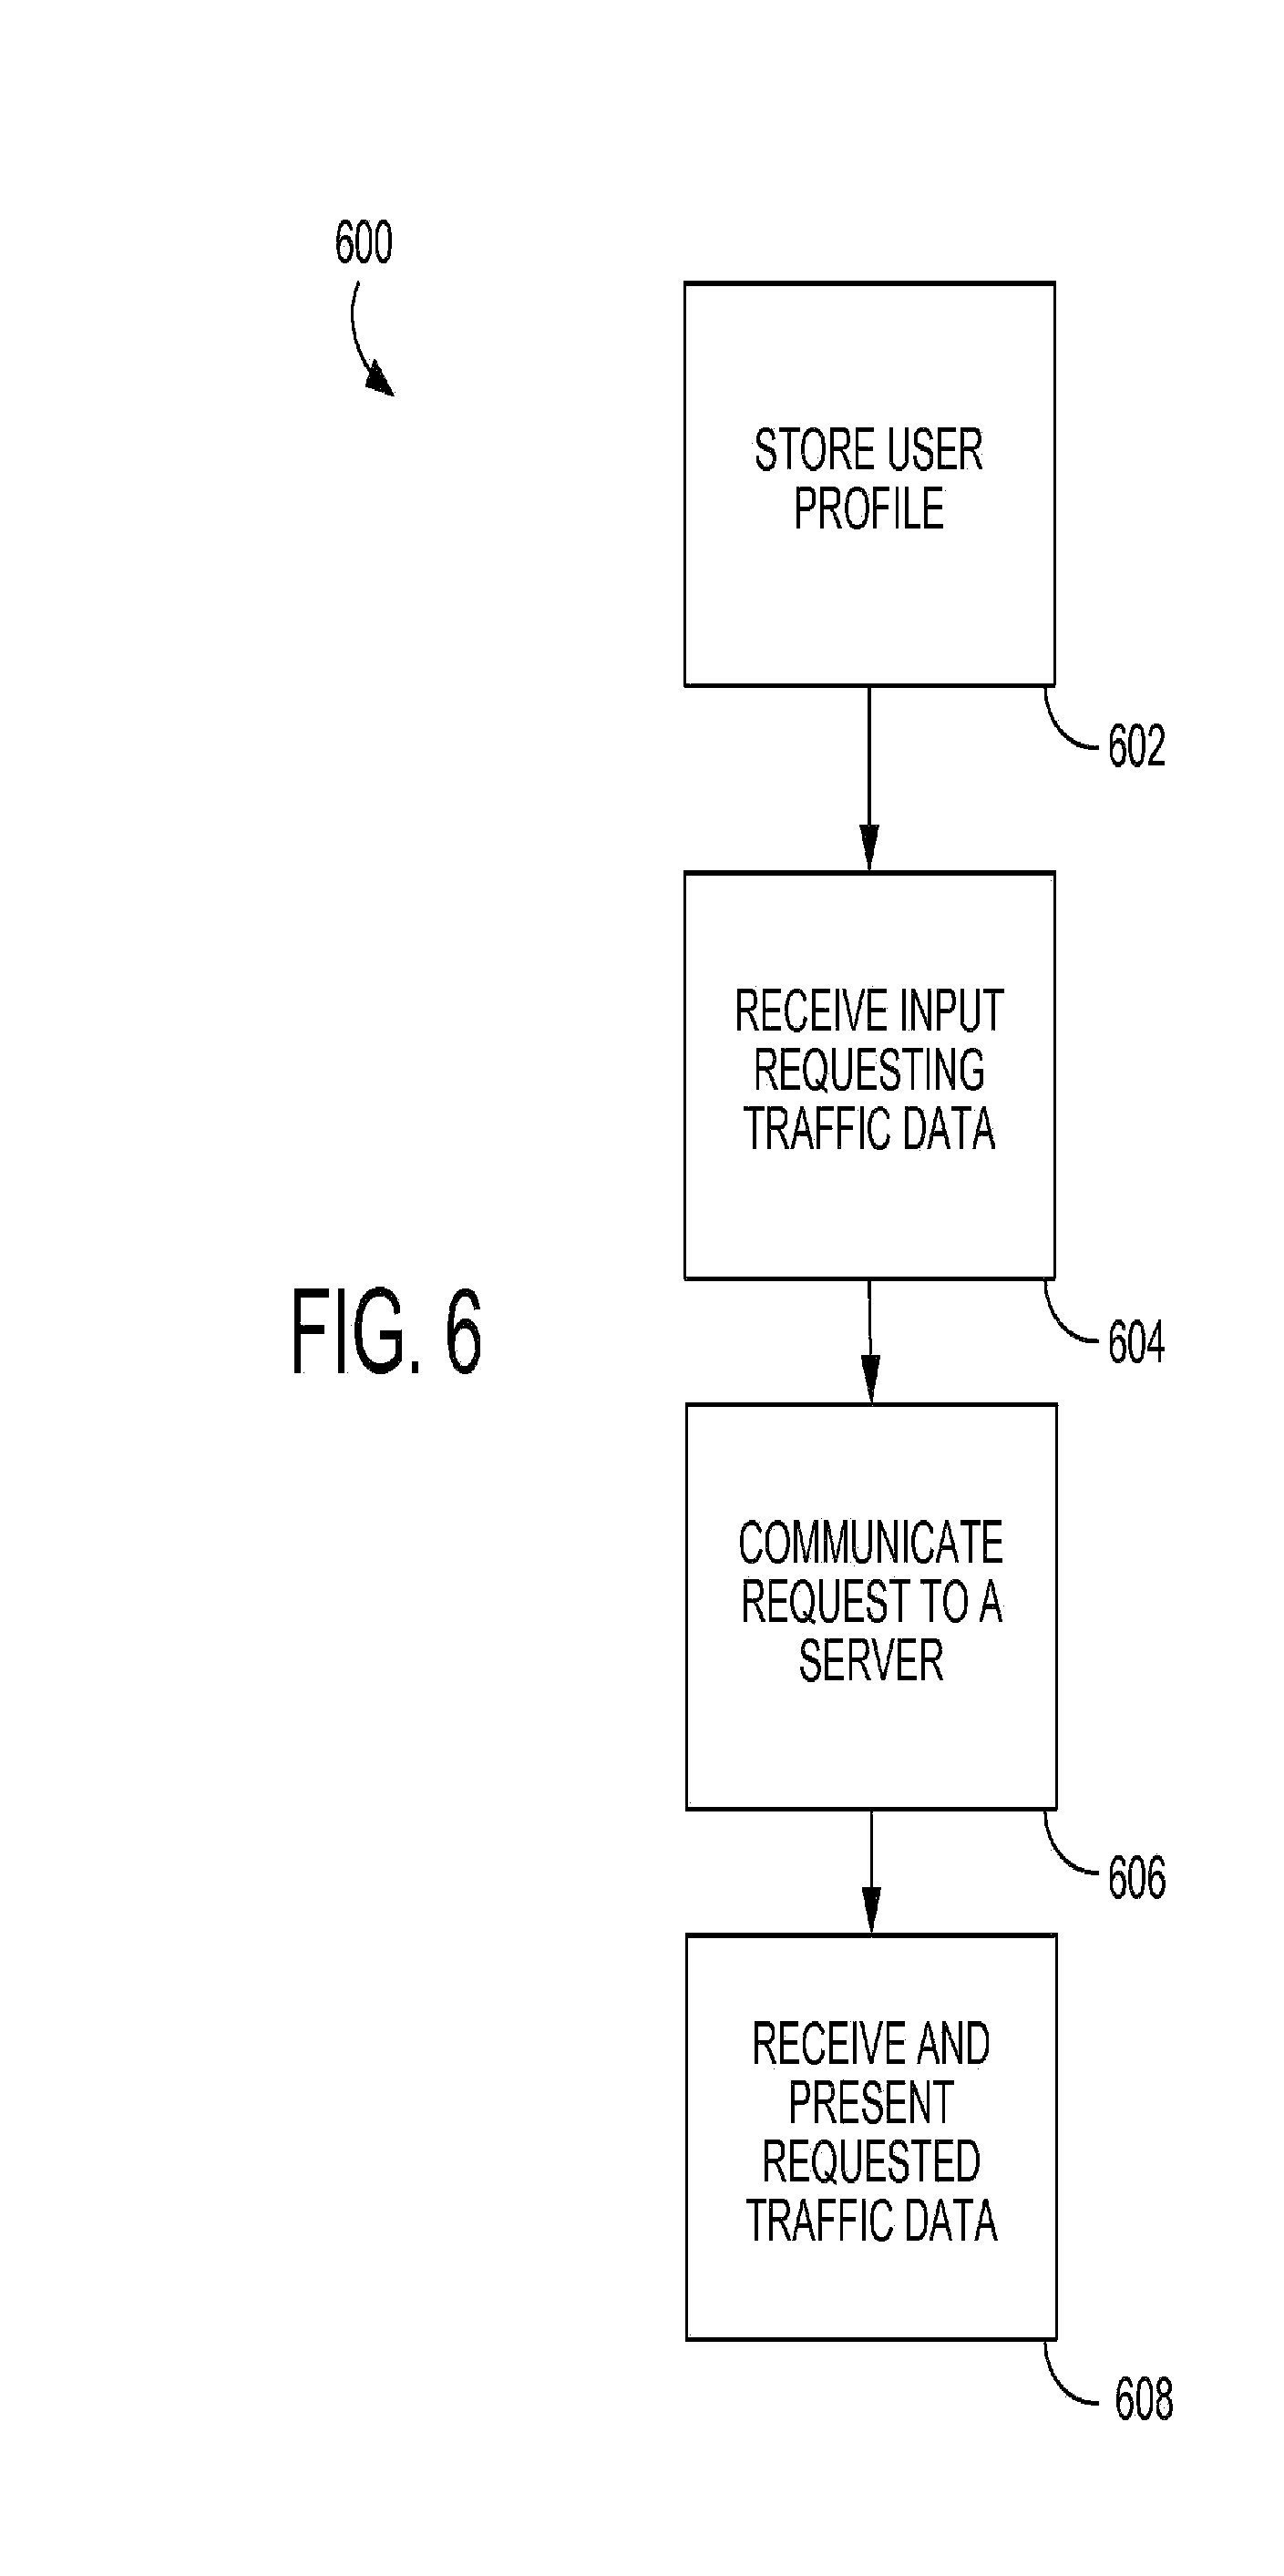 600
STORE USER
PROFILE
602
RECEIVE INPUT
REQUESTING
TRAFFIC DATA
604
FIG. 6
COMMUNICATE
REQUEST TO A
SERVER
606
RECEIVE AND
PRESENT
REQUESTED
TRAFFIC DATA
608